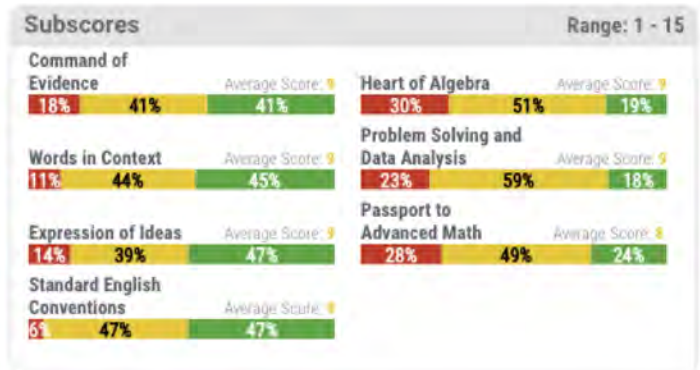 Subscores
Range: 1 - 15
Command of
Evidence
Average Score: 9
18% 41% 41%
Words in Context
Average Score: 9
11% 44% 45%
Expression of Ideas
Average Score: 9
14% 39% 47%
Standard English
Conventions
Average Score: 8
6% 47% 47%
Heart of Algebra
Average Score: 9
30% 51% 19%
Problem Solving and
Data Analysis
Average Score: 9
23% 59% 18%
Passport to
Advanced Math
Average Score: 8
28% 49% 24%